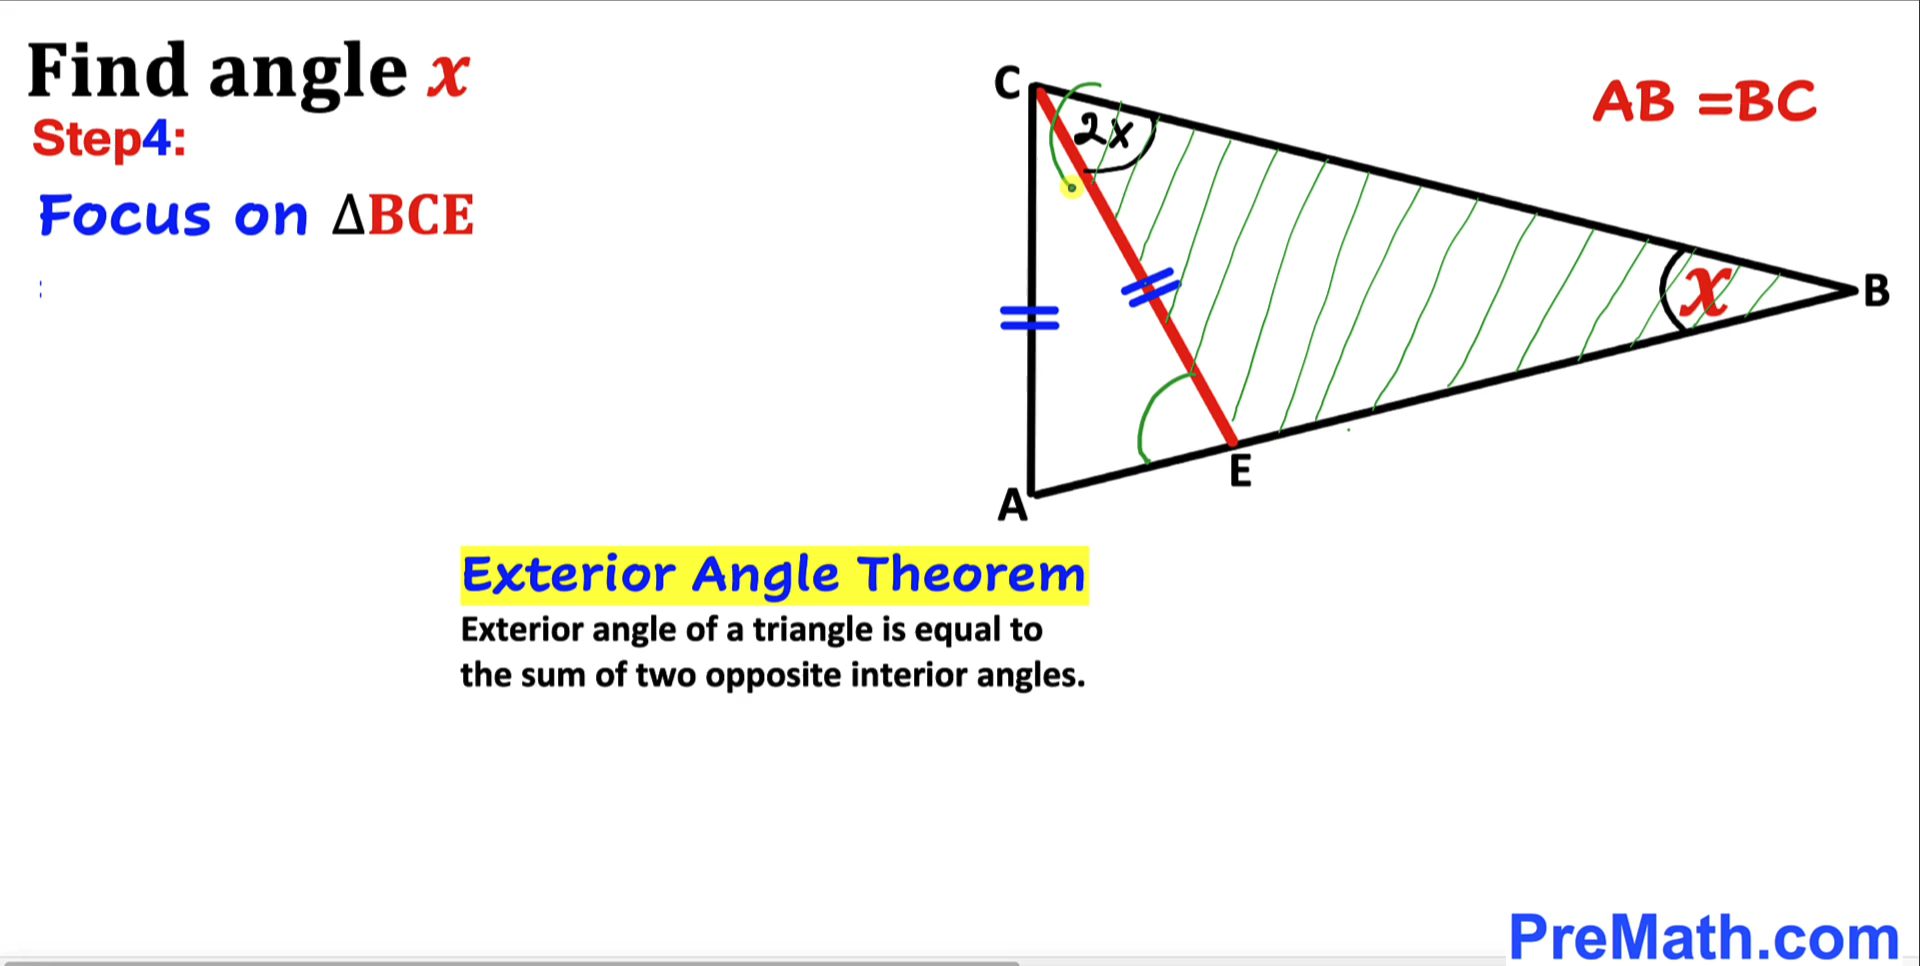 Find angle x
Step4:
Focus on ΔBCE
:
C
2x
AB =BC
x
B
E
A
Exterior Angle Theorem
Exterior angle of a triangle is equal to
the sum of two opposite interior angles.
PreMath.com